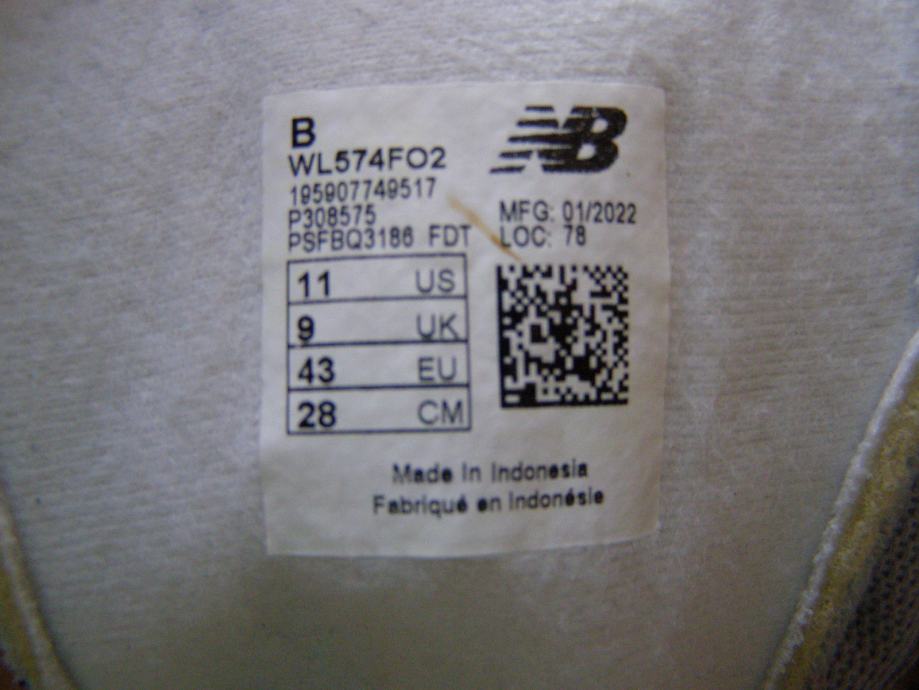 B
WL574FO2
195907749517
P308575
PSFBQ3186 FDT
NB
MFG: 01/2022
LOC: 78
11 US
9 UK
43 EU
28 CM
Made In Indonesia
Fabriqué en Indonésie